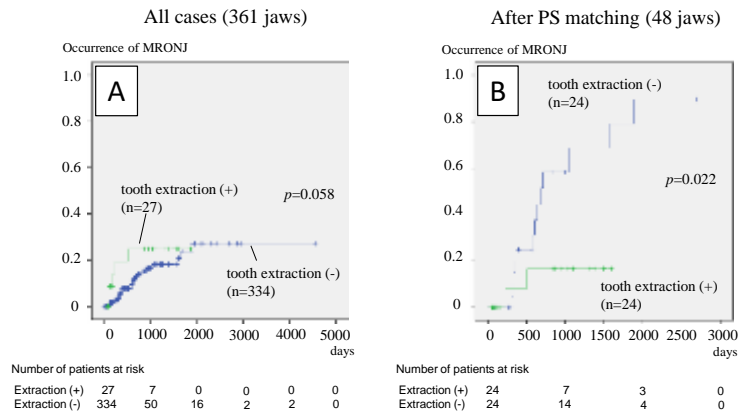 All cases (361 jaws)
Occurrence of MRONJ
A
1.0
0.8
0.6
0.4
0.2
0
tooth extraction (+)
(n=27)
p=0.058
tooth extraction (-)
(n=334)
0 1000 2000 3000 4000 5000
days
Number of patients at risk
Extraction (+) 27 7 0 0 0 0
Extraction (-) 334 50 16 2 2 0
After PS matching (48 jaws)
Occurrence of MRONJ
B
1.0
0.8
0.6
0.4
0.2
0
tooth extraction (-)
(n=24)
p=0.022
tooth extraction (+)
(n=24)
0 500 1000 1500 2000 2500 3000
days
Number of patients at risk
Extraction (+) 24 7 3 0
Extraction (-) 24 14 4 0